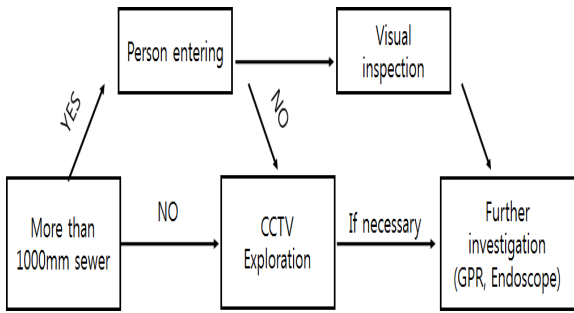 Person entering
Visual
inspection
YES
NO
More than
1000mm sewer
NO
CCTV
Exploration
If necessary
Further
investigation
(GPR, Endoscope)